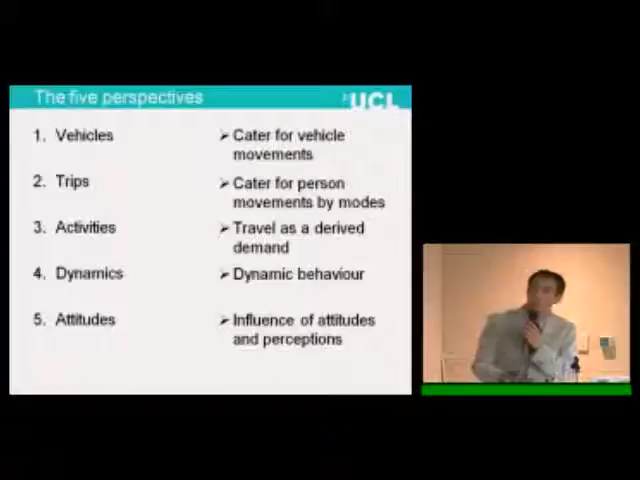 The five perspectives
UCL
1. Vehicles
➢ Cater for vehicle
movements
2. Trips
➢ Cater for person
movements by modes
3. Activities
➢ Travel as a derived
demand
4. Dynamics
➢ Dynamic behaviour
5. Attitudes
➢ Influence of attitudes
and perceptions